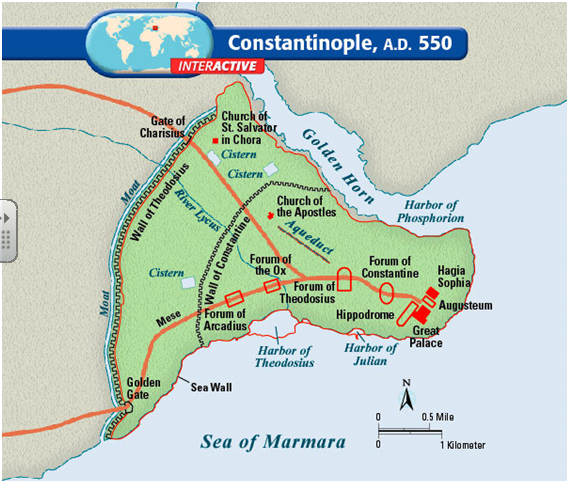 Constantinople, A.D. 550
INTERACTIVE
Gate of
Charisius
Church of
St. Salvator
in Chora
Cistern
Cistern
Golden Horn
Moat
Wall of Theodosius
River Lycus
Church of
the Apostles
Aqueduct
Harbor of
Phosphorion
Wall of Constantine
Cistern
Forum of
the Ox
Forum of
Constantine
Hagia
Sophia
Forum of
Theodosius
Augusteum
Moat
Mese
Forum of
Arcadius
Hippodrome
Great
Palace
Harbor of
Theodosius
Harbor of
Julian
Golden
Gate
Sea Wall
N
0 0.5 Mile
0 1 Kilometer
Sea of Marmara